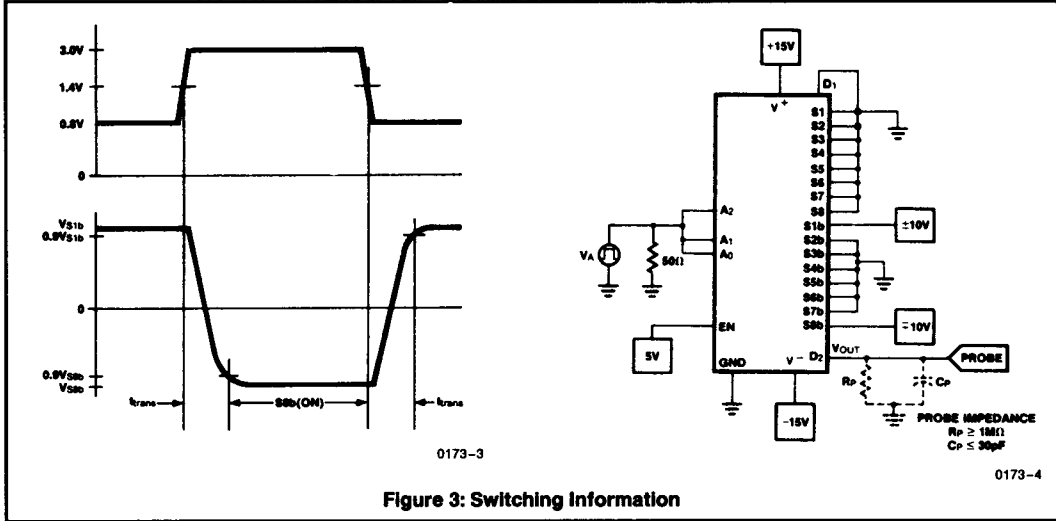 3.0V
1.4V
0.8V
0
VS1b
0.9VS1b
0
0.9VS8b
VS8b
ttrans
S8b(ON)
ttrans
0173-3
+15V
D1
V+
S1
S2
S3
S4
S5
S6
S7
S8
A2
A1
A0
S1b
±10V
S2b
S3b
S4b
S5b
S6b
S7b
S8b
∓10V
VA
50Ω
EN
5V
GND
V-
D2
VOUT
PROBE
-15V
RP
CP
PROBE IMPEDANCE
RP ≥ 1MΩ
CP ≤ 30pF
0173-4
Figure 3: Switching Information